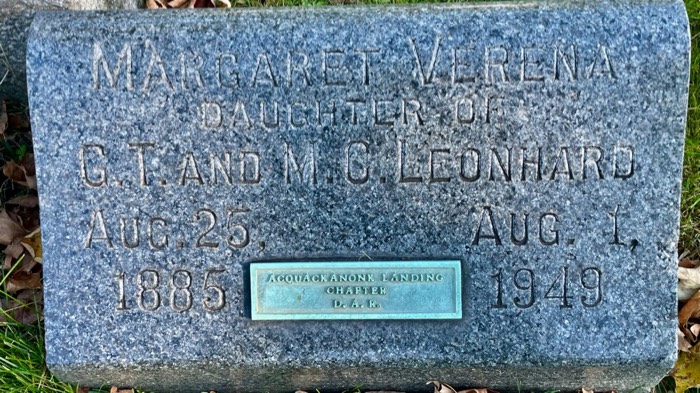 MARGARET VERENA
DAUGHTER OF
G. T. AND M. C. LEONHARD
AUG. 25, AUG. 1,
1885 1949
ACQUACKANONK LANDING
CHAPTER
D. A. R.